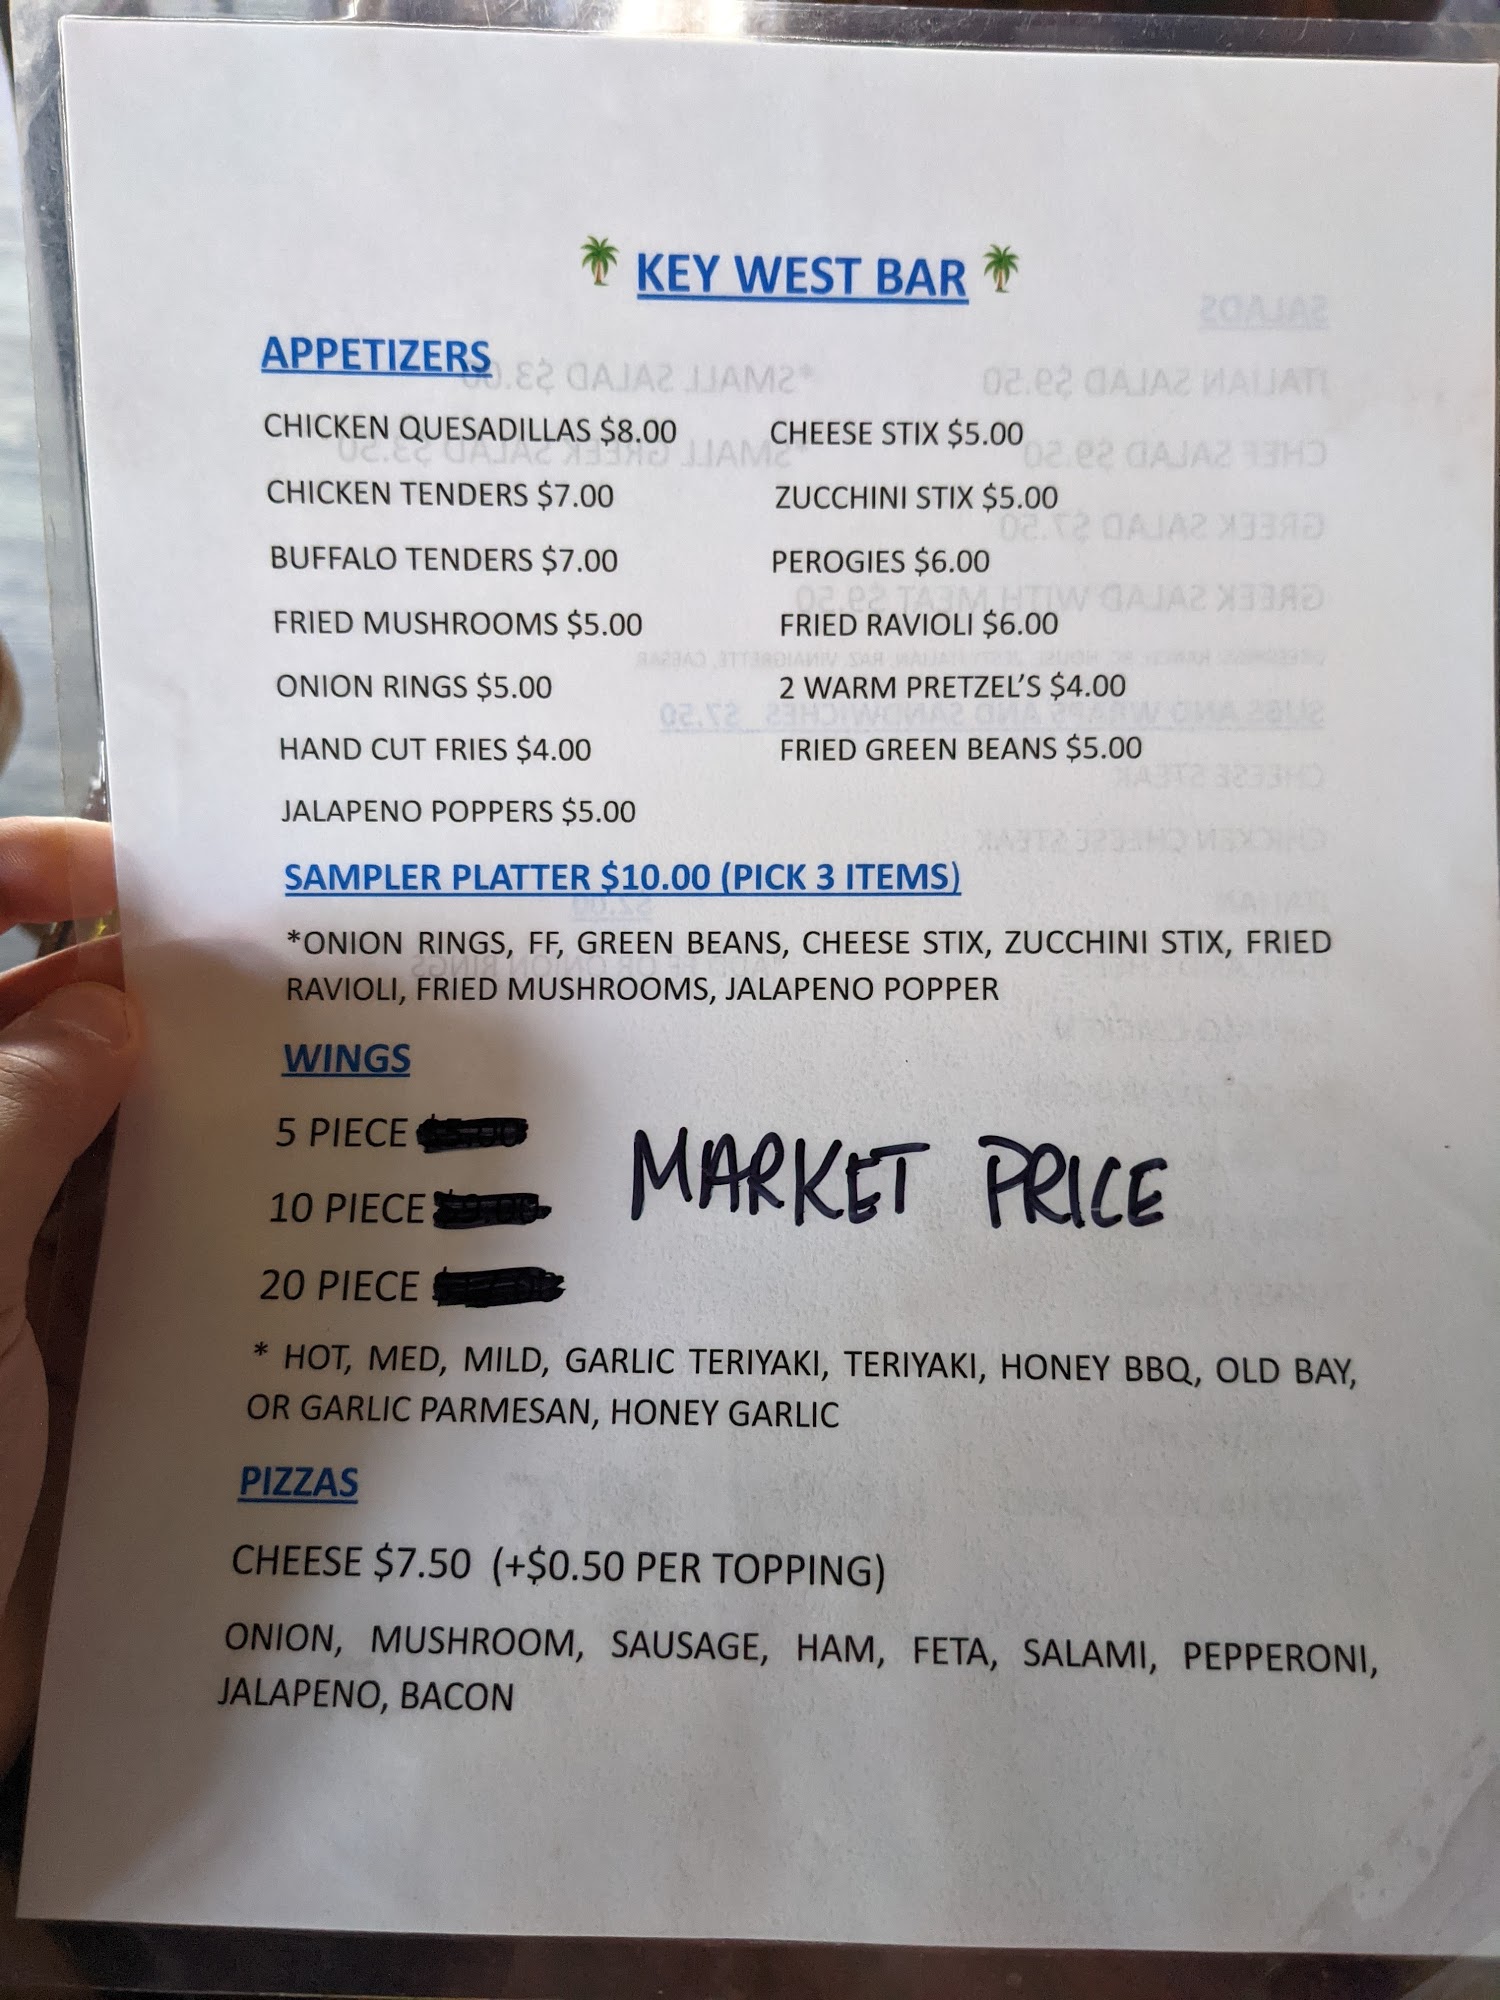 🌴 KEY WEST BAR 🌴
APPETIZERS
CHICKEN QUESADILLAS $8.00 CHEESE STIX $5.00
CHICKEN TENDERS $7.00 ZUCCHINI STIX $5.00
BUFFALO TENDERS $7.00 PEROGIES $6.00
FRIED MUSHROOMS $5.00 FRIED RAVIOLI $6.00
ONION RINGS $5.00 2 WARM PRETZEL’S $4.00
HAND CUT FRIES $4.00 FRIED GREEN BEANS $5.00
JALAPENO POPPERS $5.00
SAMPLER PLATTER $10.00 (PICK 3 ITEMS)
*ONION RINGS, FF, GREEN BEANS, CHEESE STIX, ZUCCHINI STIX, FRIED
RAVIOLI, FRIED MUSHROOMS, JALAPENO POPPER
WINGS
5 PIECE
10 PIECE
MARKET PRICE
20 PIECE
* HOT, MED, MILD, GARLIC TERIYAKI, TERIYAKI, HONEY BBQ, OLD BAY,
OR GARLIC PARMESAN, HONEY GARLIC
PIZZAS
CHEESE $7.50 (+$0.50 PER TOPPING)
ONION, MUSHROOM, SAUSAGE, HAM, FETA, SALAMI, PEPPERONI,
JALAPENO, BACON